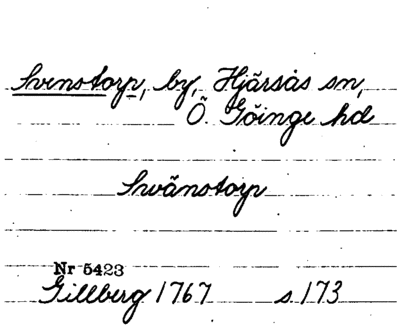 Svenstorp, by, Hjärsås sn,
Ö. Göinge hd
Swänstorp
Nr 5423
Gillberg 1767 s 173